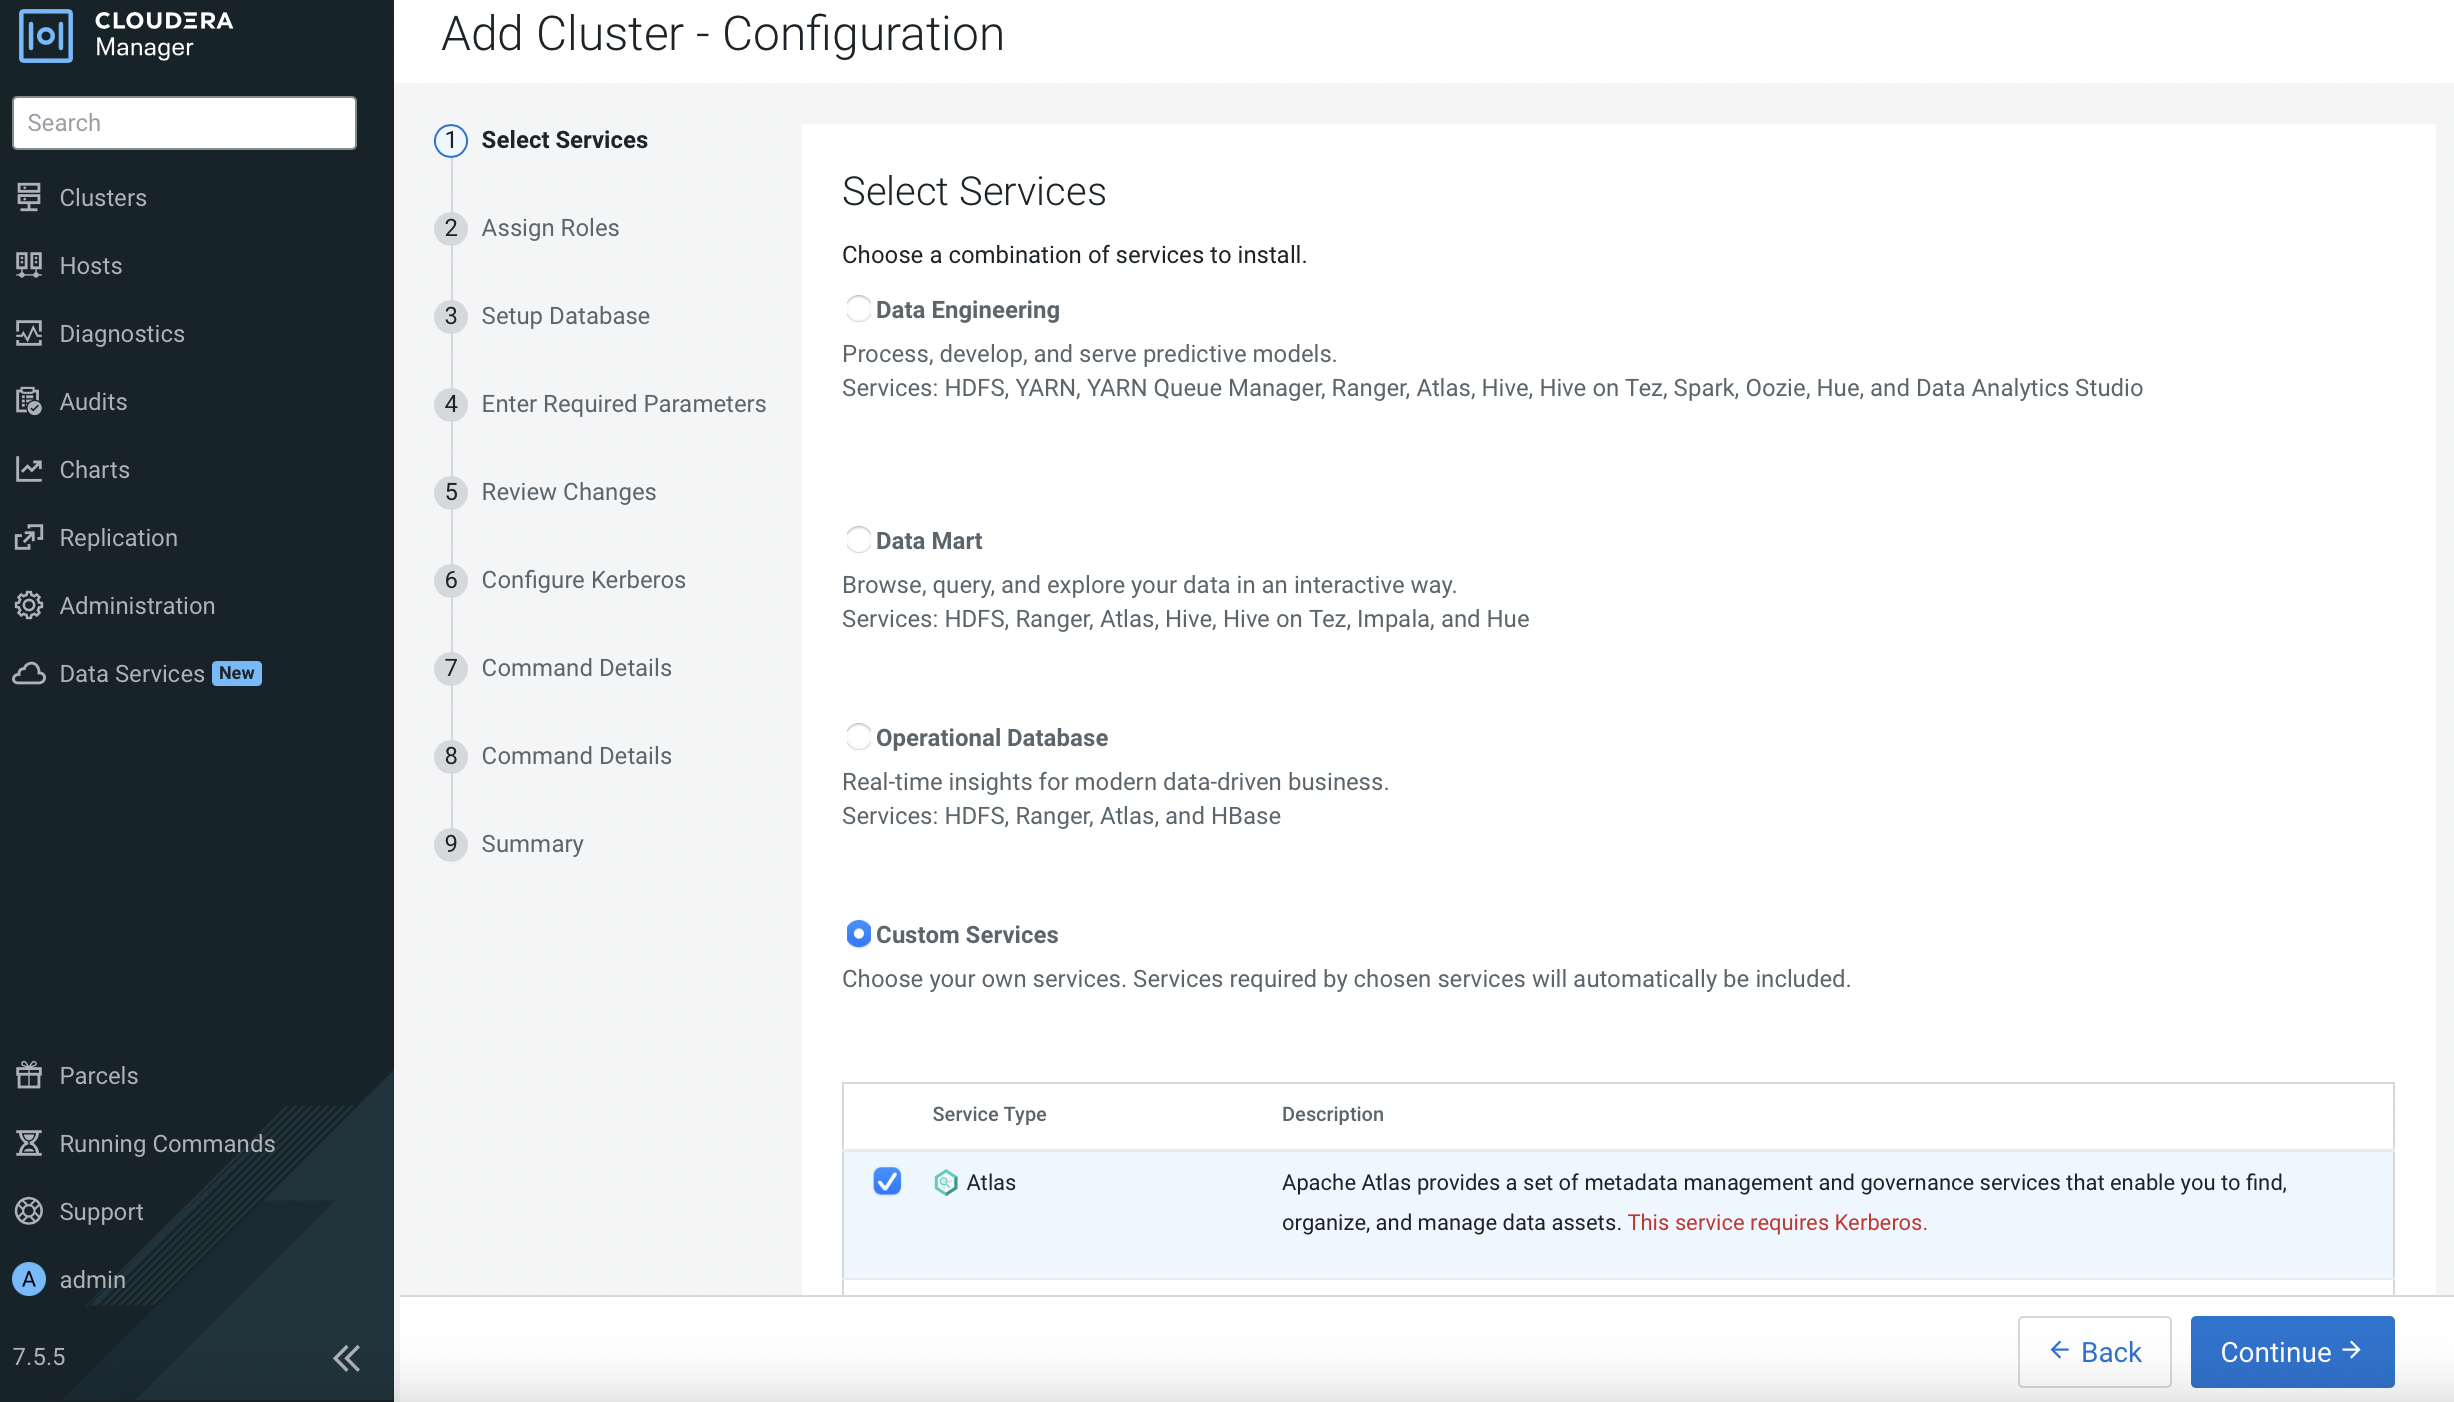 CLOUDERA
Manager
Search
Clusters
Hosts
Diagnostics
Audits
Charts
Replication
Administration
Data Services New
Parcels
Running Commands
Support
A admin
7.5.5
Add Cluster - Configuration
1 Select Services
2 Assign Roles
3 Setup Database
4 Enter Required Parameters
5 Review Changes
6 Configure Kerberos
7 Command Details
8 Command Details
9 Summary
Select Services
Choose a combination of services to install.
Data Engineering
Process, develop, and serve predictive models.
Services: HDFS, YARN, YARN Queue Manager, Ranger, Atlas, Hive, Hive on Tez, Spark, Oozie, Hue, and Data Analytics Studio
Data Mart
Browse, query, and explore your data in an interactive way.
Services: HDFS, Ranger, Atlas, Hive, Hive on Tez, Impala, and Hue
Operational Database
Real-time insights for modern data-driven business.
Services: HDFS, Ranger, Atlas, and HBase
Custom Services
Choose your own services. Services required by chosen services will automatically be included.
Service Type Description
Atlas Apache Atlas provides a set of metadata management and governance services that enable you to find,
organize, and manage data assets. This service requires Kerberos.
← Back
Continue →